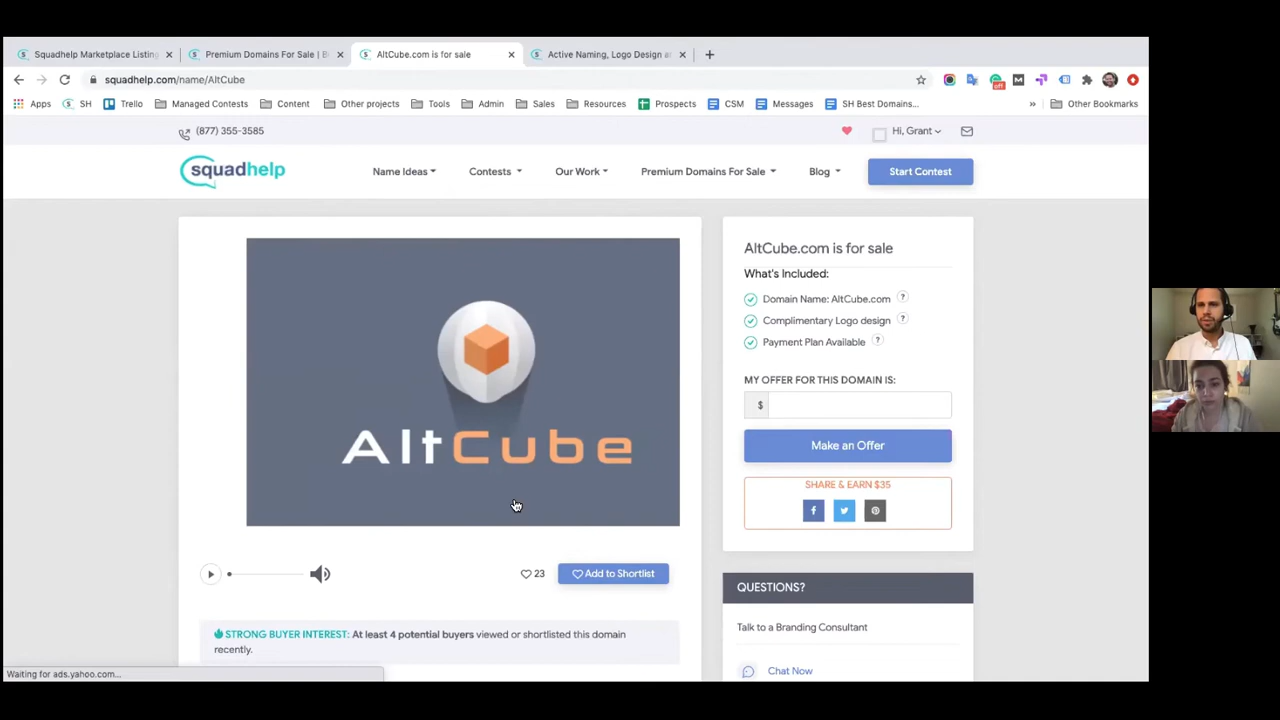 Squadhelp Marketplace Listing
Premium Domains For Sale | B
AltCube.com is for sale
Active Naming, Logo Design a
squadhelp.com/name/AltCube
off
M
Apps
SH
Trello
Managed Contests
Content
Other projects
Tools
Admin
Sales
Resources
Prospects
CSM
Messages
SH Best Domains...
»
Other Bookmarks
(877) 355-3585
Hi, Grant
squadhelp
Name Ideas
Contests
Our Work
Premium Domains For Sale
Blog
Start Contest
AltCube
23
Add to Shortlist
STRONG BUYER INTEREST: At least 4 potential buyers viewed or shortlisted this domain
recently.
AltCube.com is for sale
What's Included:
Domain Name: AltCube.com ?
Complimentary Logo design ?
Payment Plan Available ?
MY OFFER FOR THIS DOMAIN IS:
$
Make an Offer
SHARE & EARN $35
QUESTIONS?
Talk to a Branding Consultant
Chat Now
Waiting for ads.yahoo.com...